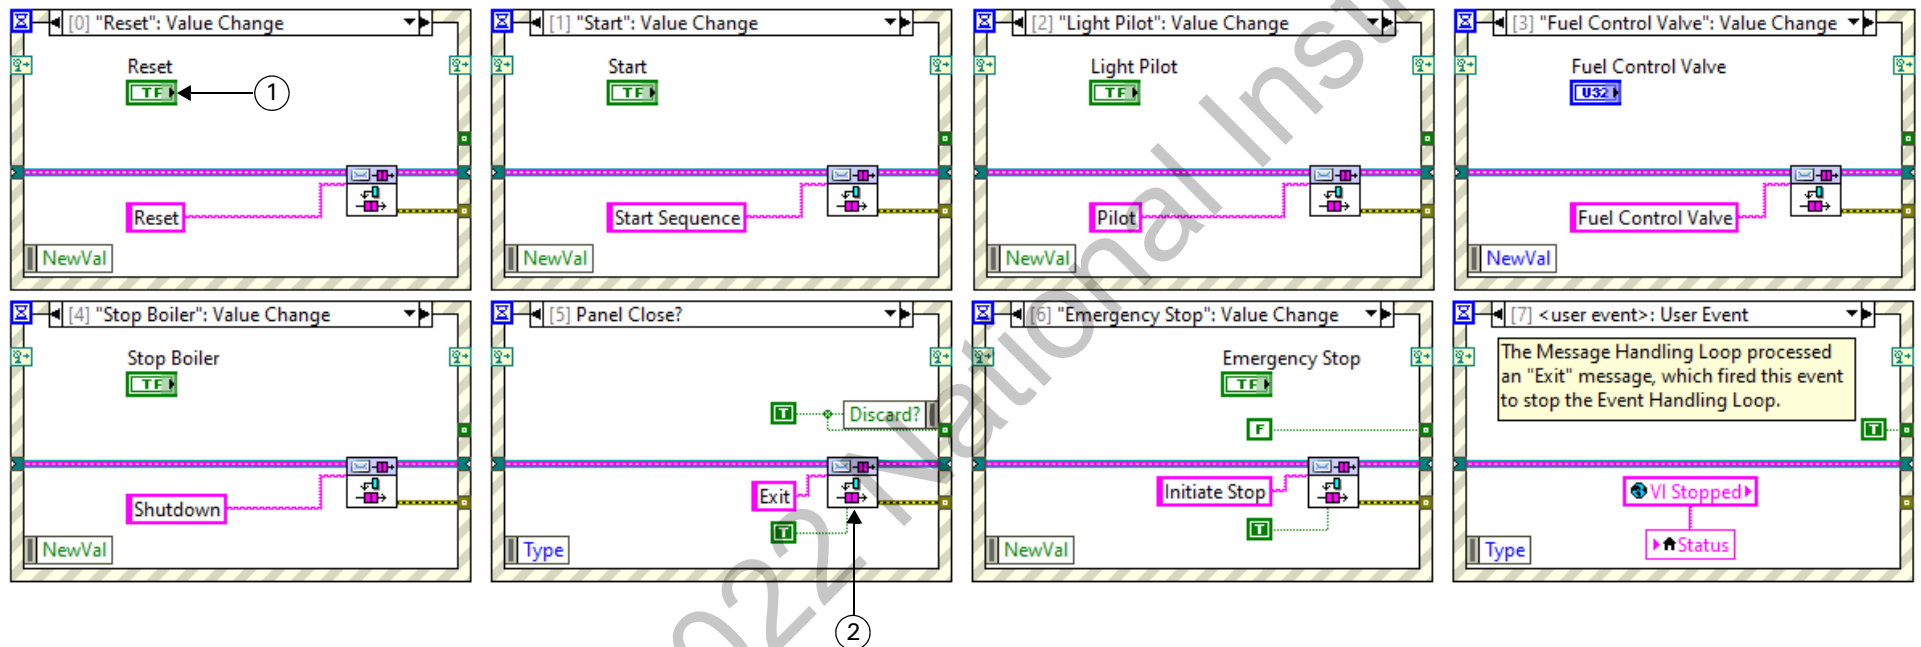 [0] "Reset": Value Change
Reset
TF
1
Reset
NewVal
[1] "Start": Value Change
Start
TF
Start Sequence
NewVal
[2] "Light Pilot": Value Change
Light Pilot
TF
Pilot
NewVal
[3] "Fuel Control Valve": Value Change
Fuel Control Valve
U32
Fuel Control Valve
NewVal
[4] "Stop Boiler": Value Change
Stop Boiler
TF
Shutdown
NewVal
[5] Panel Close?
T
Discard?
Exit
T
Type
2
[6] "Emergency Stop": Value Change
Emergency Stop
TF
F
Initiate Stop
T
NewVal
[7] <user event>: User Event
The Message Handling Loop processed
an "Exit" message, which fired this event
to stop the Event Handling Loop.
T
VI Stopped
Status
Type
022 National Inst